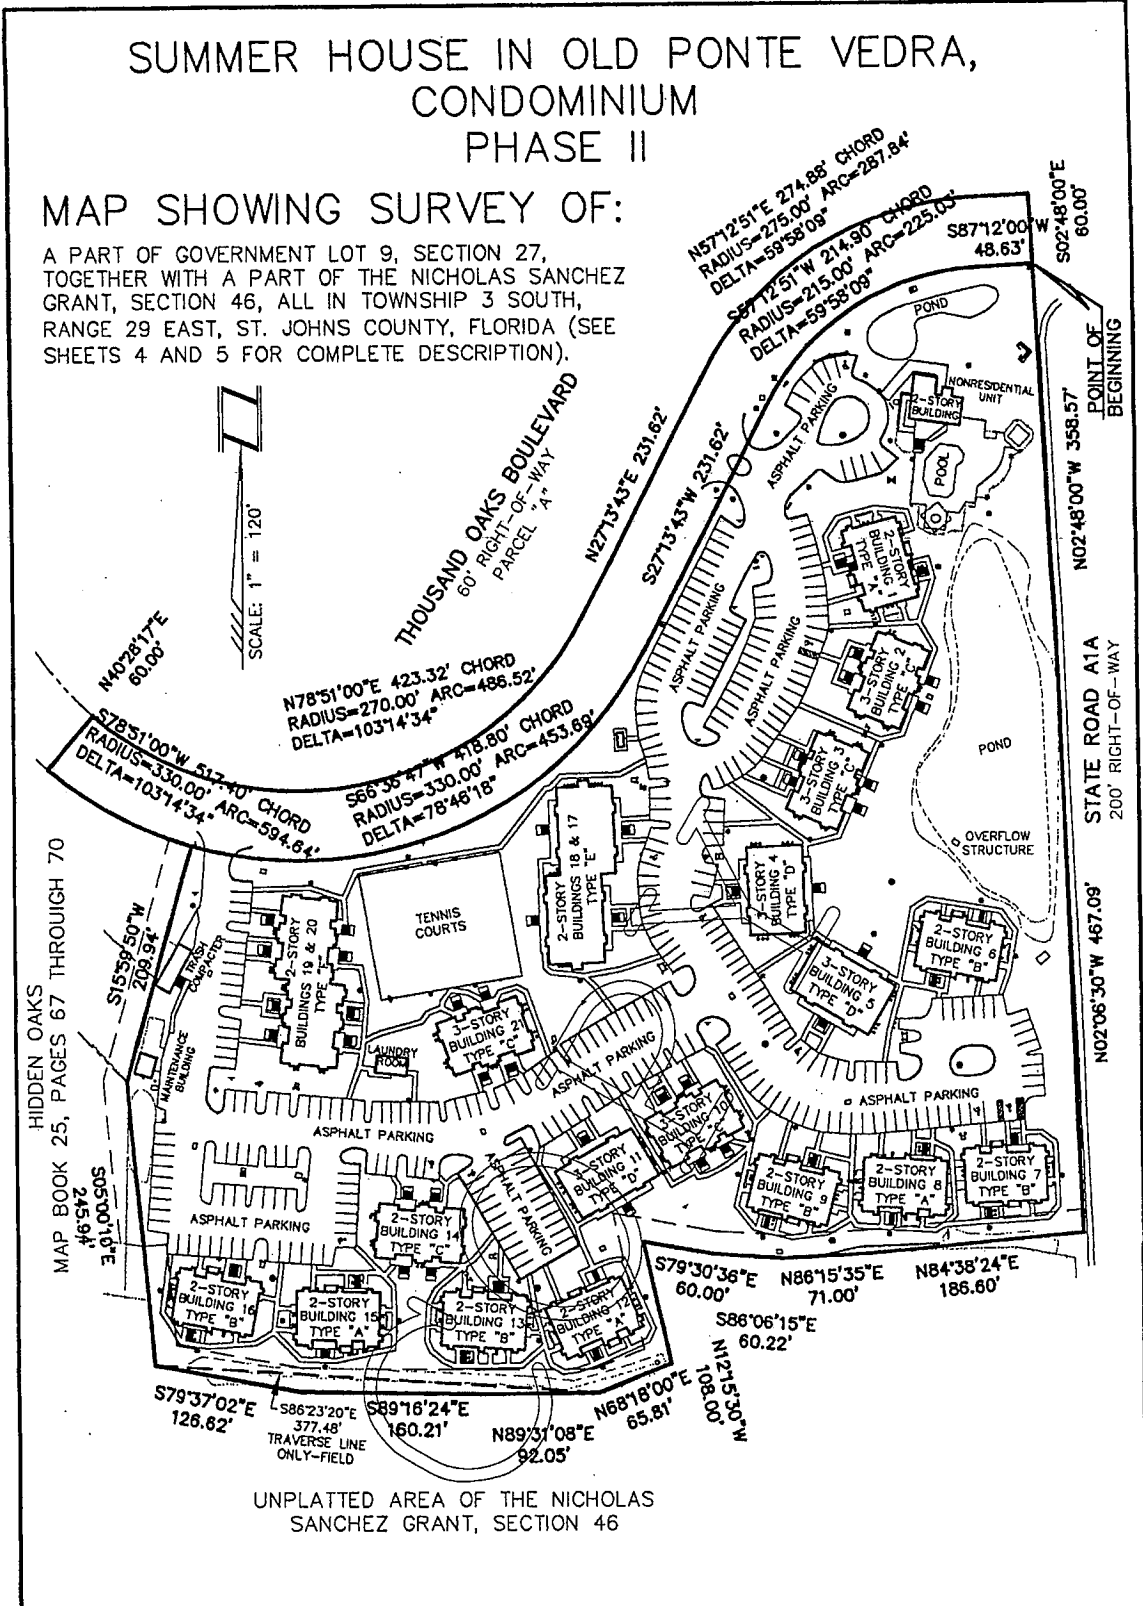 SUMMER HOUSE IN OLD PONTE VEDRA,
CONDOMINIUM
PHASE II
MAP SHOWING SURVEY OF:
A PART OF GOVERNMENT LOT 9, SECTION 27,
TOGETHER WITH A PART OF THE NICHOLAS SANCHEZ
GRANT, SECTION 46, ALL IN TOWNSHIP 3 SOUTH,
RANGE 29 EAST, ST. JOHNS COUNTY, FLORIDA (SEE
SHEETS 4 AND 5 FOR COMPLETE DESCRIPTION).
N57°12'51"E 274.88' CHORD
RADIUS=275.00' ARC=287.84'
DELTA=59°58'09"
S57°12'51"W 214.90' CHORD
RADIUS=215.00' ARC=225.03'
DELTA=59°58'09"
S87°12'00"W
48.63'
S02°48'00"E
60.00'
POINT OF
BEGINNING
N02°48'00"W 358.57'
SCALE: 1" = 120'
THOUSAND OAKS BOULEVARD
60' RIGHT-OF-WAY
PARCEL "A"
N27°13'43"E 231.62'
S27°13'43"W 231.62'
POND
NONRESIDENTIAL
UNIT
2-STORY
BUILDING
POOL
ASPHALT PARKING
2-STORY
BUILDING 1
TYPE "A"
ASPHALT PARKING
ASPHALT PARKING
3-STORY
BUILDING 2
TYPE "C"
3-STORY
BUILDING 3
TYPE "C"
POND
STATE ROAD A1A
200' RIGHT-OF-WAY
OVERFLOW
STRUCTURE
N40°28'17"E
60.00'
N78°51'00"E 423.32' CHORD
RADIUS=270.00' ARC=486.52'
DELTA=103°14'34"
S78°51'00"W 517.40' CHORD
RADIUS=330.00' ARC=594.64'
DELTA=103°14'34"
S66°36'47"W 418.80' CHORD
RADIUS=330.00' ARC=453.69'
DELTA=78°46'18"
HIDDEN OAKS
MAP BOOK 25, PAGES 67 THROUIGH 70
S15°59'50"W
209.94'
TRASH
COMPACTER
MAINTENANCE
BUILDING
2-STORY
BUILDINGS 19 & 20
TYPE "F"
TENNIS
COURTS
2-STORY
BUILDINGS 18 & 17
TYPE "E"
3-STORY
BUILDING 4
TYPE "D"
3-STORY
BUILDING 5
TYPE "D"
2-STORY
BUILDING 6
TYPE "B"
N02°06'30"W 467.09'
3-STORY
BUILDING 21
TYPE "C"
LAUNDRY
ROOM
ASPHALT PARKING
ASPHALT PARKING
ASPHALT PARKING
3-STORY
BUILDING 10
TYPE "C"
3-STORY
BUILDING 11
TYPE "D"
ASPHALT PARKING
2-STORY
BUILDING 9
TYPE "B"
2-STORY
BUILDING 8
TYPE "A"
2-STORY
BUILDING 7
TYPE "B"
S05°00'10"E
245.94'
ASPHALT PARKING
2-STORY
BUILDING 14
TYPE "C"
2-STORY
BUILDING 16
TYPE "B"
2-STORY
BUILDING 15
TYPE "A"
2-STORY
BUILDING 13
TYPE "B"
2-STORY
BUILDING 12
TYPE "A"
S79°30'36"E
60.00'
N86°15'35"E
71.00'
N84°38'24"E
186.60'
S86°06'15"E
60.22'
N12°15'30"W
108.00'
N68°18'00"E
65.81'
S79°37'02"E
126.62'
S86°23'20"E
377.48'
TRAVERSE LINE
ONLY-FIELD
S89°16'24"E
160.21'
N89°31'08"E
92.05'
UNPLATTED AREA OF THE NICHOLAS
SANCHEZ GRANT, SECTION 46